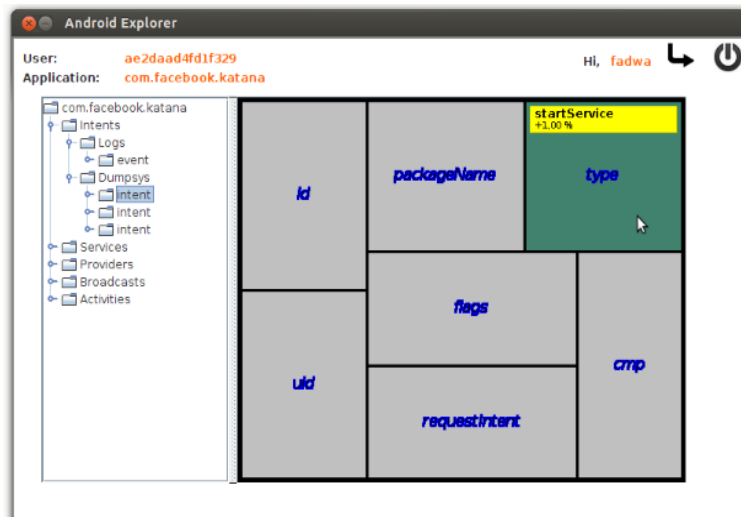 Android Explorer
User: ae2daad4fd1f329
Hi, fadwa
Application: com.facebook.katana
com.facebook.katana
Intents
Logs
event
Dumpsys
intent
intent
intent
Services
Providers
Broadcasts
Activities
id
packageName
startService
+1.00 %
type
flags
uid
cmp
requestIntent